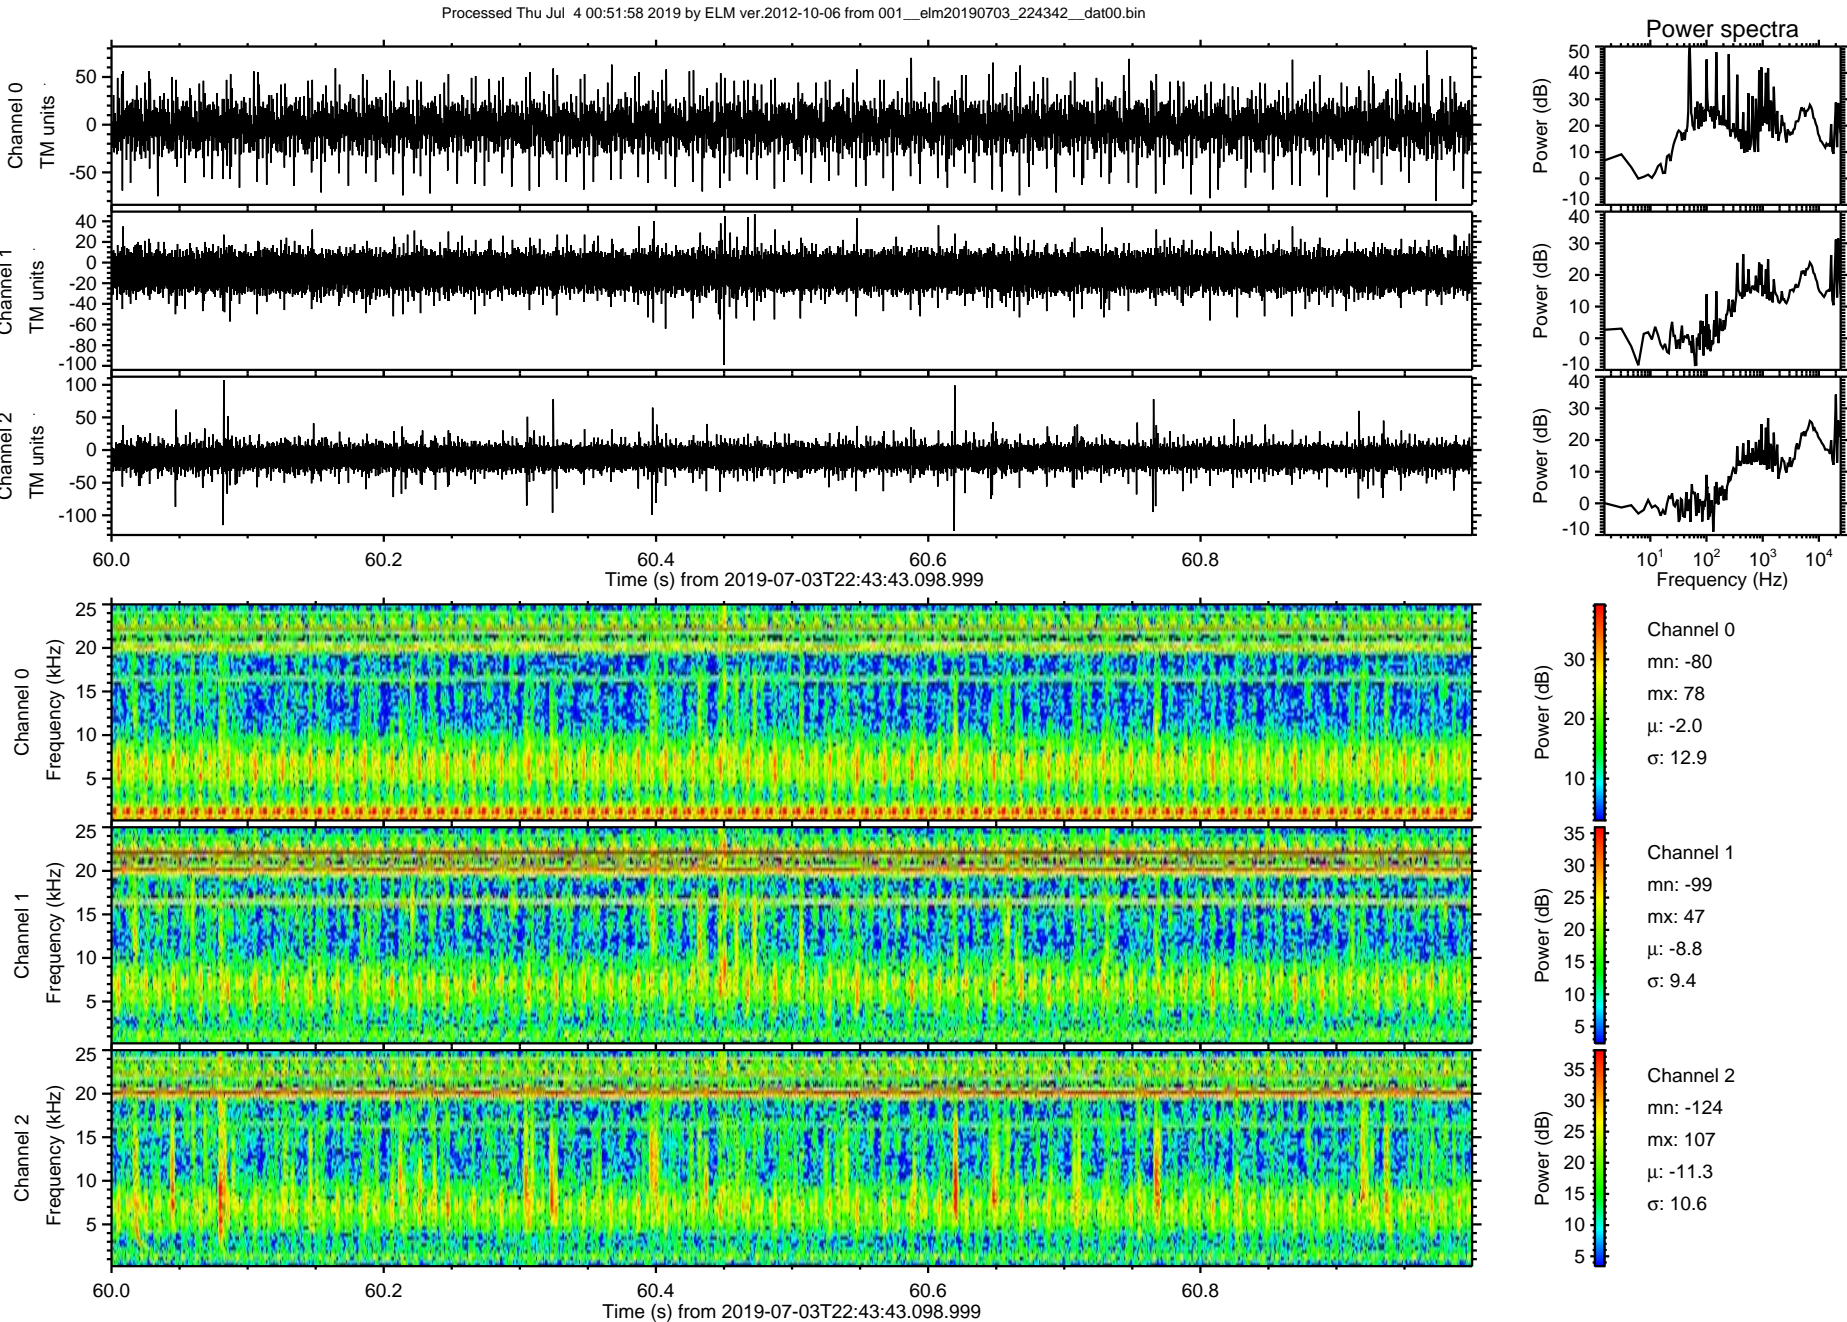 Processed Thu Jul  4 00:51:58 2019 by ELM ver.2012-10-06 from 001__elm20190703_224342__dat00.bin
Power spectra
Channel 0
TM units
50
0
-50
Power (dB)
50
40
30
20
10
0
-10
Channel 1
TM units
40
20
0
-20
-40
-60
-80
-100
Power (dB)
40
30
20
10
0
-10
Channel 2
TM units
100
50
0
-50
-100
Power (dB)
40
30
20
10
0
-10
60.0 60.2 60.4 60.6 60.8
Time (s) from 2019-07-03T22:43:43.098.999
10^1 10^2 10^3 10^4
Frequency (Hz)
Channel 0
Frequency (kHz)
25
20
15
10
5
Power (dB)
30
20
10
Channel 0
mn: -80
mx: 78
μ: -2.0
σ: 12.9
Channel 1
Frequency (kHz)
25
20
15
10
5
Power (dB)
35
30
25
20
15
10
5
Channel 1
mn: -99
mx: 47
μ: -8.8
σ: 9.4
Channel 2
Frequency (kHz)
25
20
15
10
5
Power (dB)
35
30
25
20
15
10
5
Channel 2
mn: -124
mx: 107
μ: -11.3
σ: 10.6
60.0 60.2 60.4 60.6 60.8
Time (s) from 2019-07-03T22:43:43.098.999